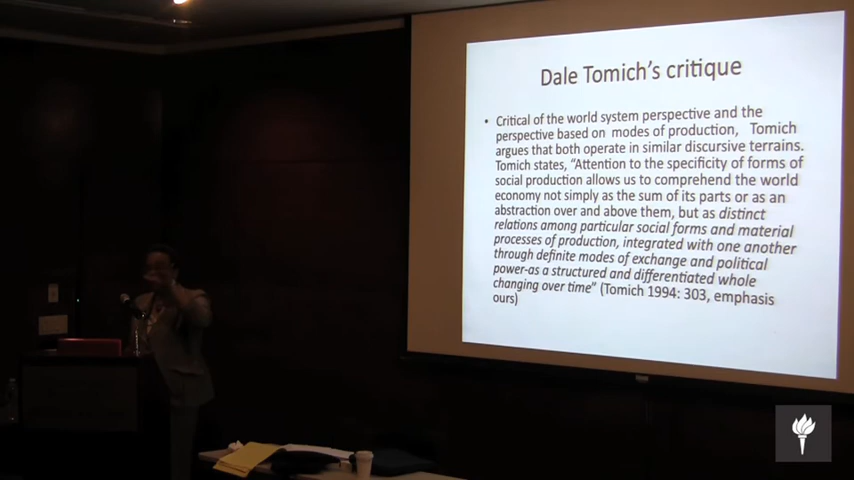 Dale Tomich's critique
• Critical of the world system perspective and the
perspective based on modes of production, Tomich
argues that both operate in similar discursive terrains.
Tomich states, "Attention to the specificity of forms of
social production allows us to comprehend the world
economy not simply as the sum of its parts or as an
abstraction over and above them, but as distinct
relations among particular social forms and material
processes of production, integrated with one another
through definite modes of exchange and political
power-as a structured and differentiated whole
changing over time" (Tomich 1994: 303, emphasis
ours)